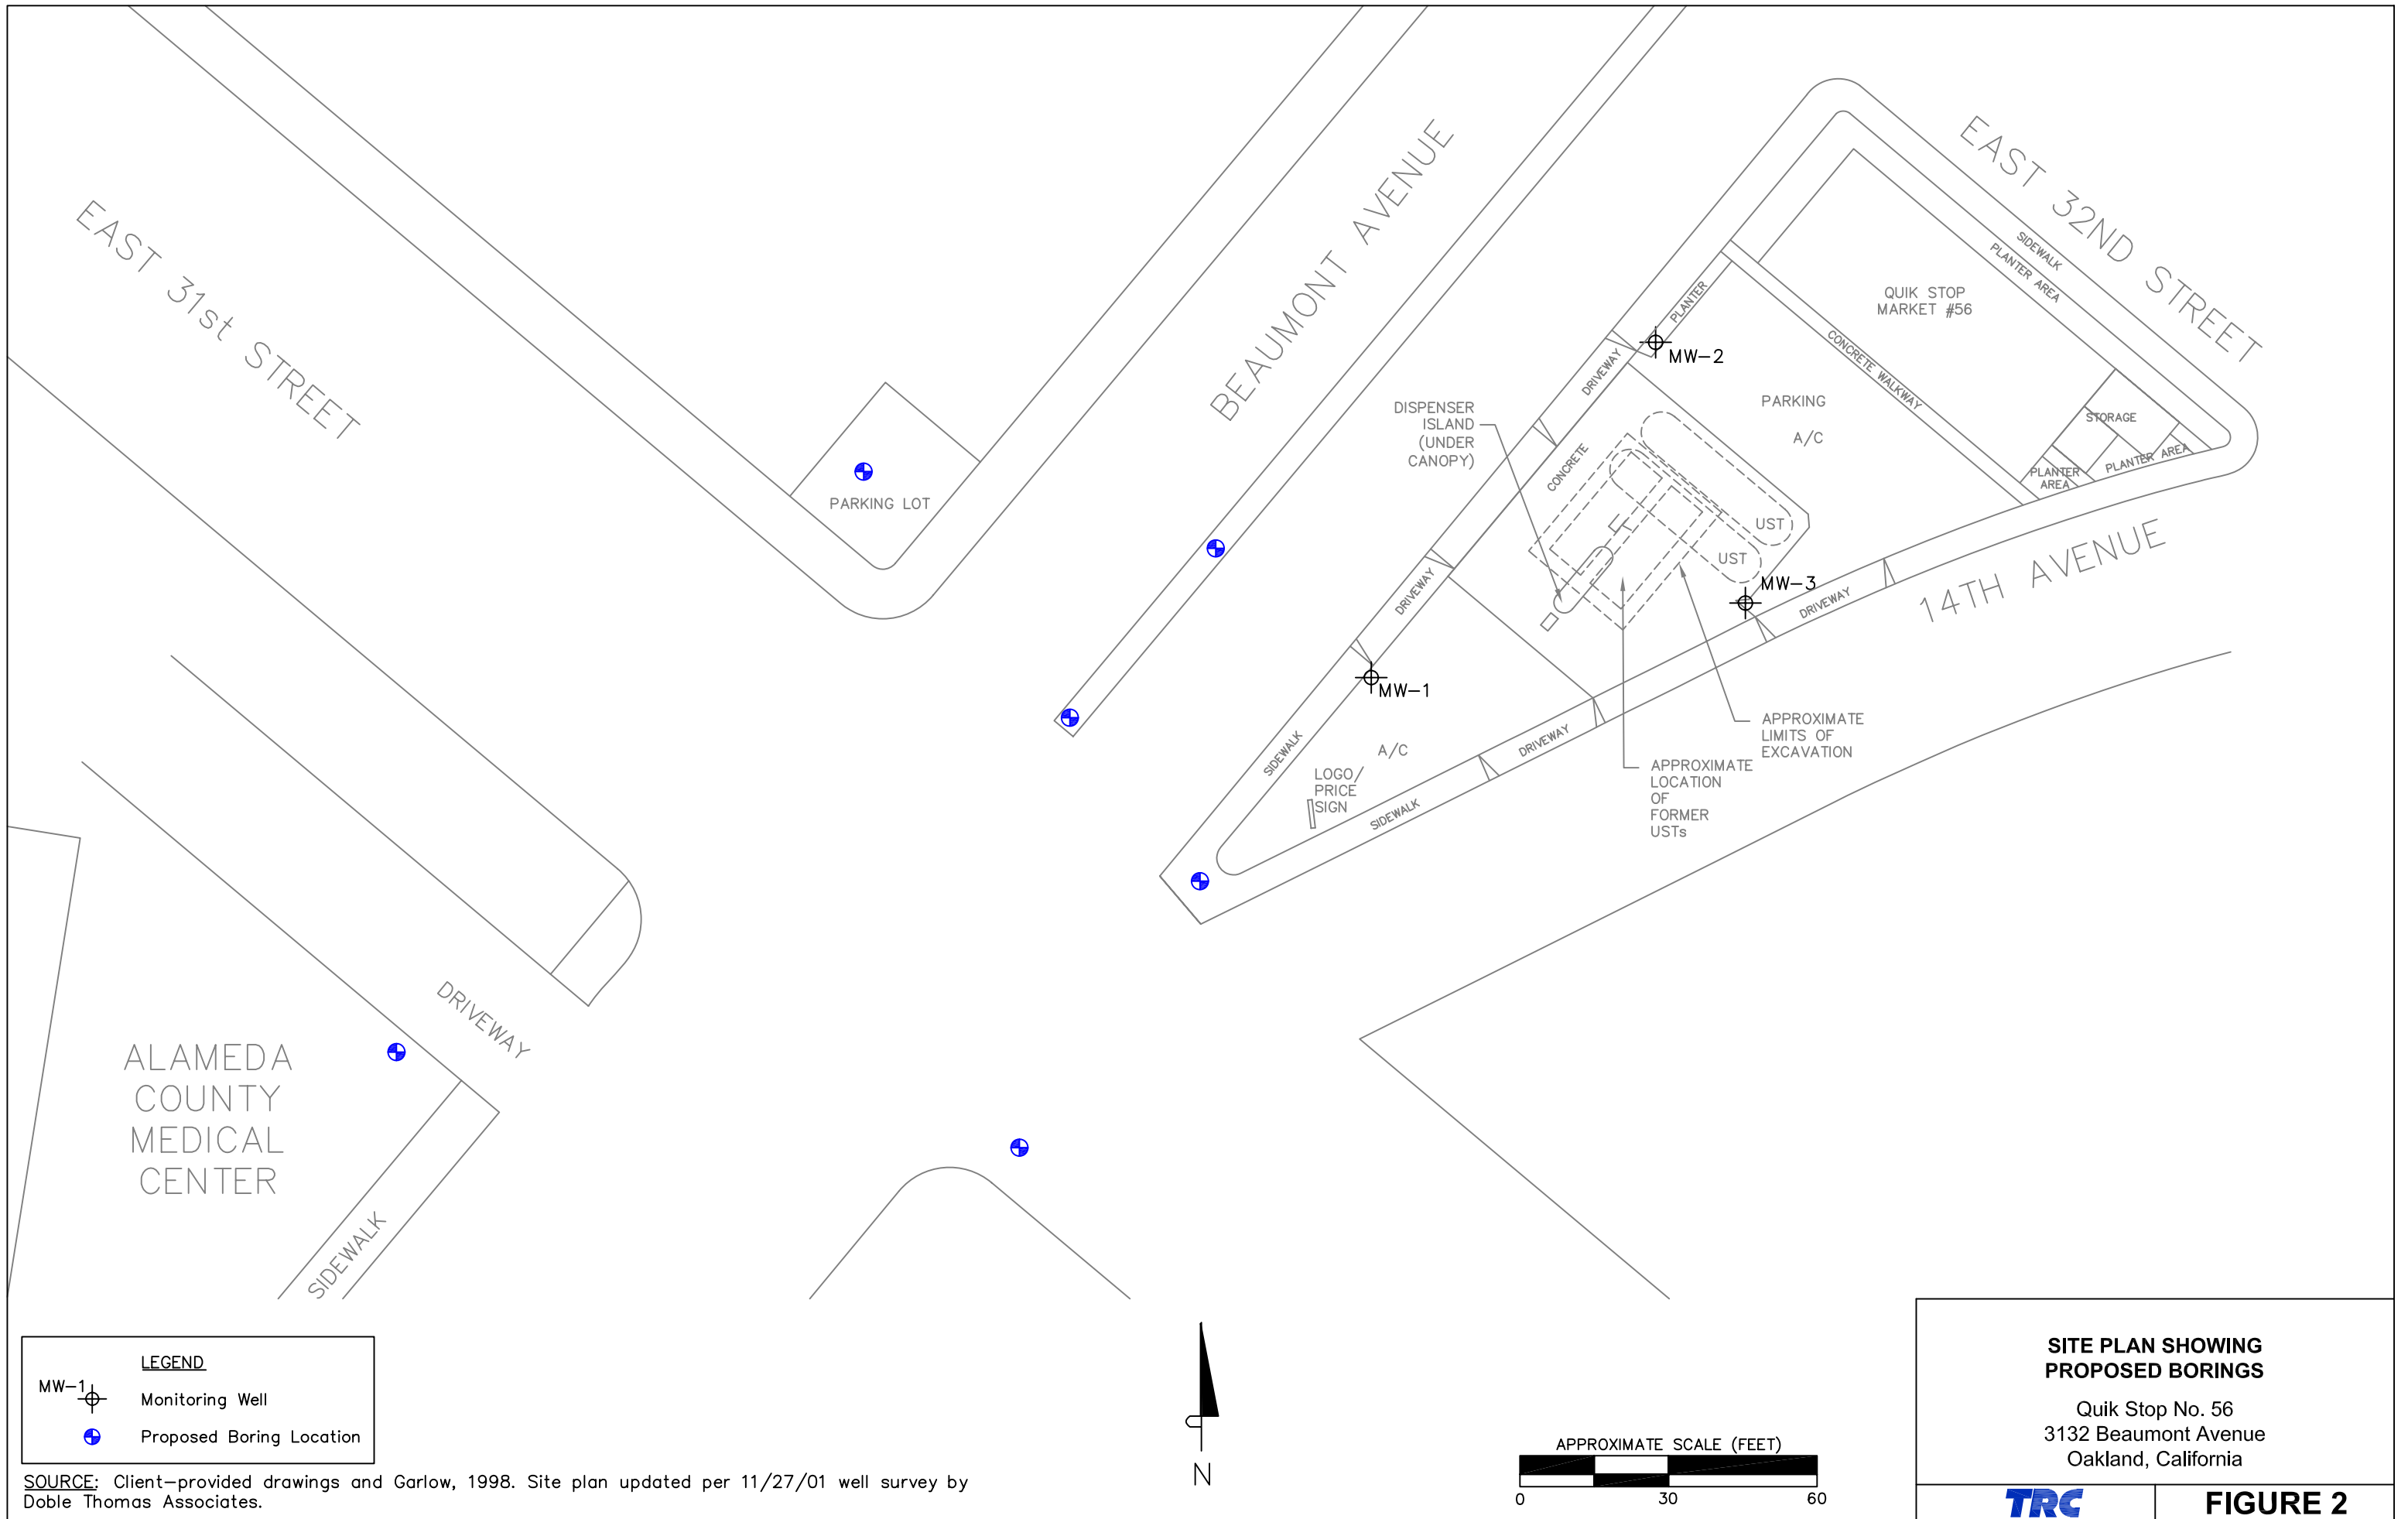 EAST 31st STREET
BEAUMONT AVENUE
EAST 32ND STREET
SIDEWALK
PLANTER AREA
QUIK STOP
MARKET #56
PLANTER
CONCRETE WALKWAY
MW-2
DRIVEWAY
PARKING
A/C
STORAGE
PLANTER AREA
PLANTER
AREA
DISPENSER
ISLAND
(UNDER
CANOPY)
CONCRETE
PARKING LOT
UST
UST
MW-3
14TH AVENUE
DRIVEWAY
DRIVEWAY
MW-1
APPROXIMATE
LIMITS OF
EXCAVATION
SIDEWALK
A/C
DRIVEWAY
LOGO/
PRICE
SIGN
APPROXIMATE
LOCATION
OF
FORMER
USTs
SIDEWALK
DRIVEWAY
ALAMEDA
COUNTY
MEDICAL
CENTER
SIDEWALK
LEGEND
MW-1
Monitoring Well
Proposed Boring Location
SOURCE: Client-provided drawings and Garlow, 1998. Site plan updated per 11/27/01 well survey by
Doble Thomas Associates.
N
APPROXIMATE SCALE (FEET)
0 30 60
SITE PLAN SHOWING
PROPOSED BORINGS
Quik Stop No. 56
3132 Beaumont Avenue
Oakland, California
TRC
FIGURE 2